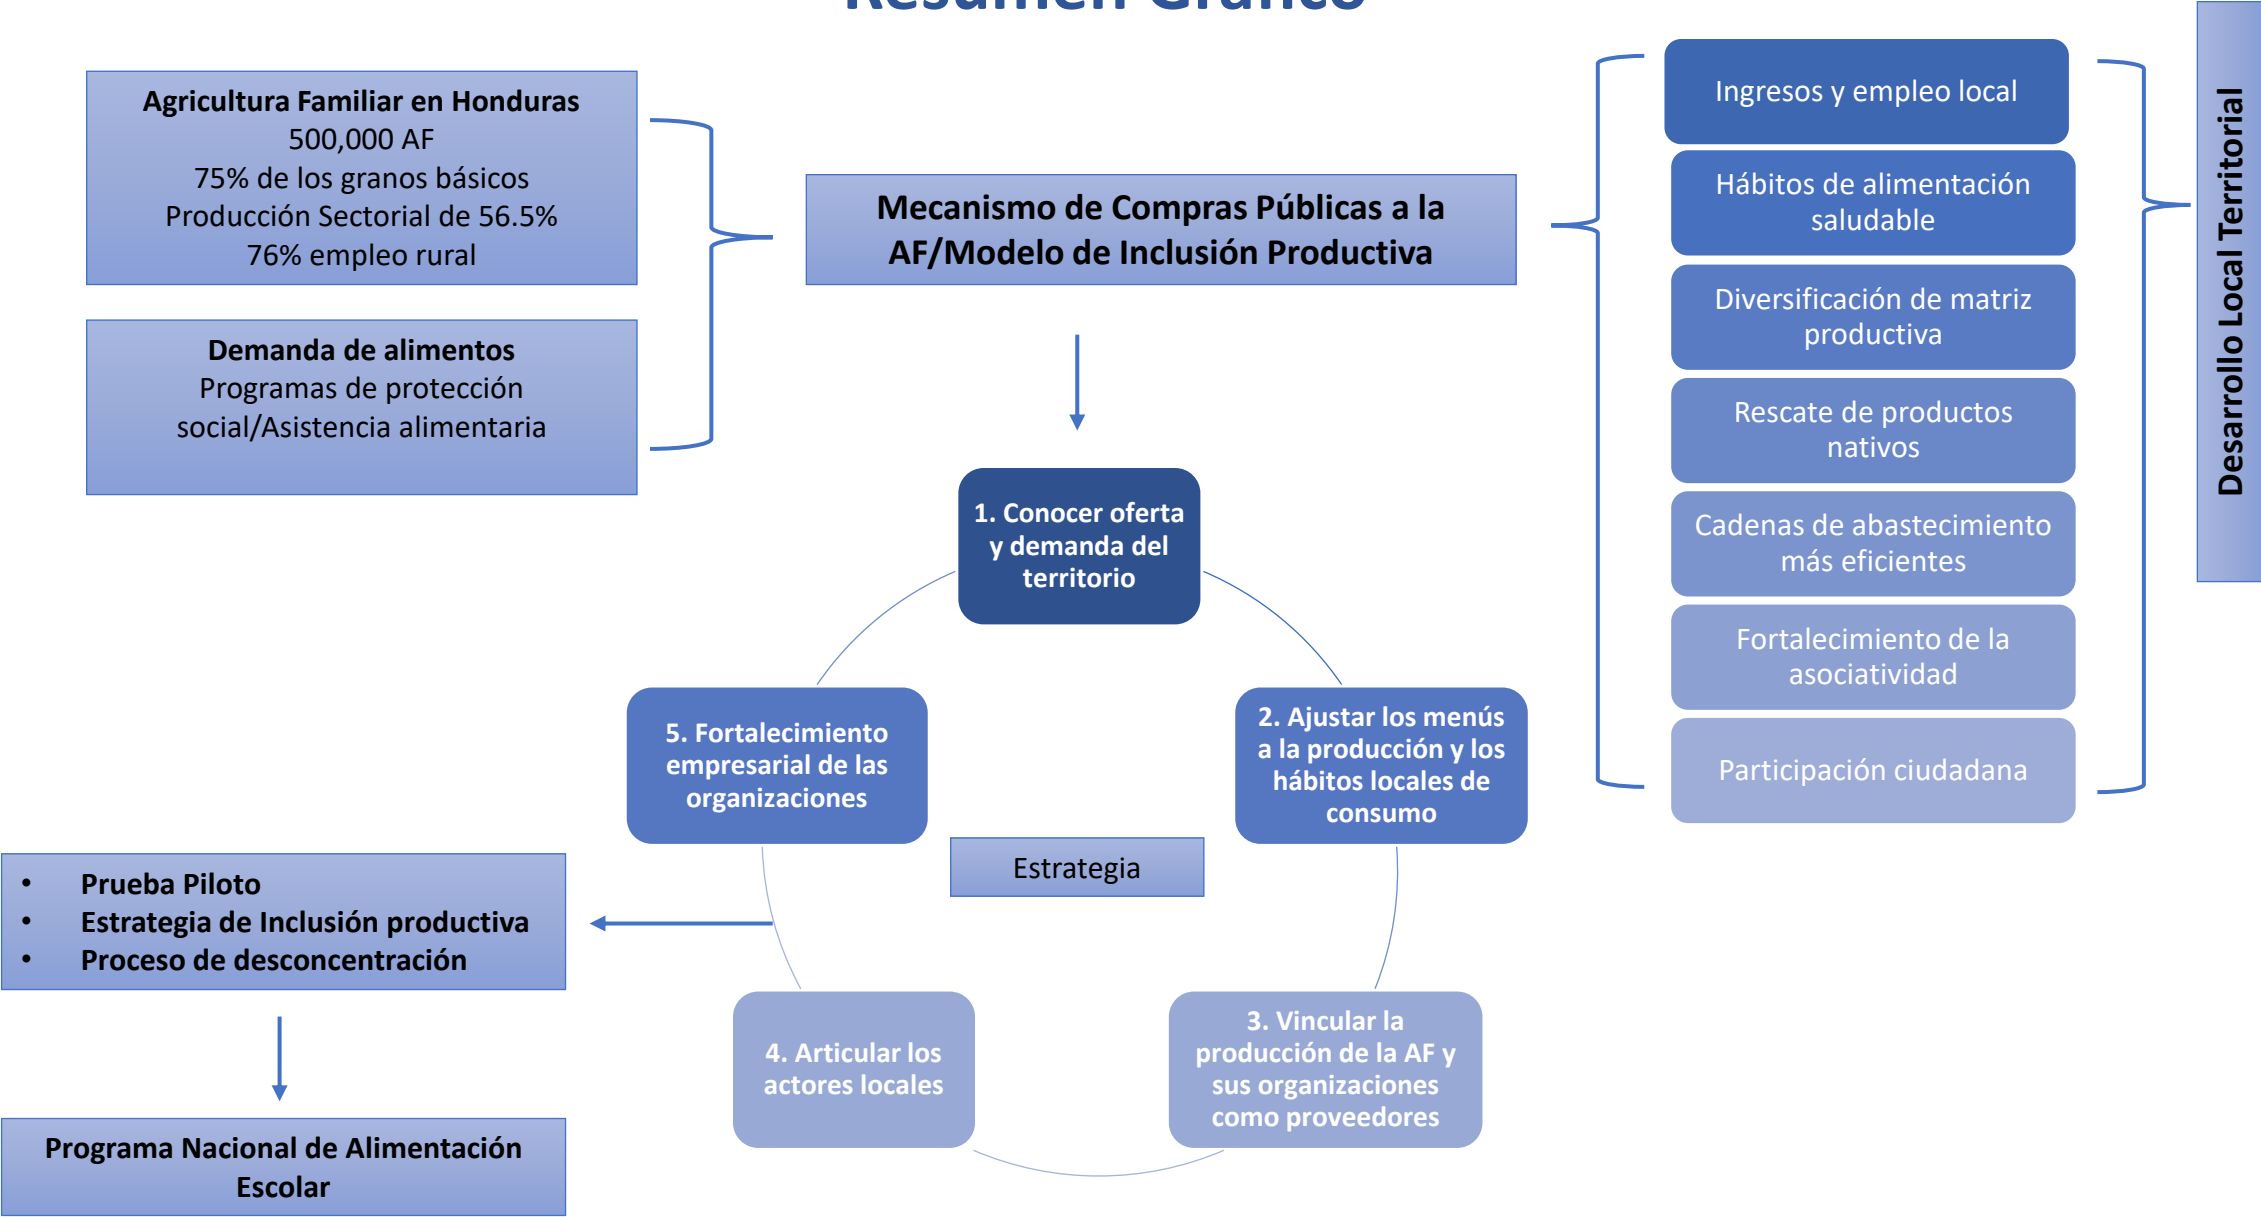 Resumen Gráfico
Agricultura Familiar en Honduras
500,000 AF
75% de los granos básicos
Producción Sectorial de 56.5%
76% empleo rural
Demanda de alimentos
Programas de protección
social/Asistencia alimentaria
Mecanismo de Compras Públicas a la
AF/Modelo de Inclusión Productiva
Ingresos y empleo local
Hábitos de alimentación
saludable
Diversificación de matriz
productiva
Rescate de productos
nativos
Cadenas de abastecimiento
más eficientes
Fortalecimiento de la
asociatividad
Participación ciudadana
Desarrollo Local Territorial
1. Conocer oferta
y demanda del
territorio
2. Ajustar los menús
a la producción y los
hábitos locales de
consumo
3. Vincular la
producción de la AF y
sus organizaciones
como proveedores
4. Articular los
actores locales
5. Fortalecimiento
empresarial de las
organizaciones
Estrategia
• Prueba Piloto
• Estrategia de Inclusión productiva
• Proceso de desconcentración
Programa Nacional de Alimentación
Escolar